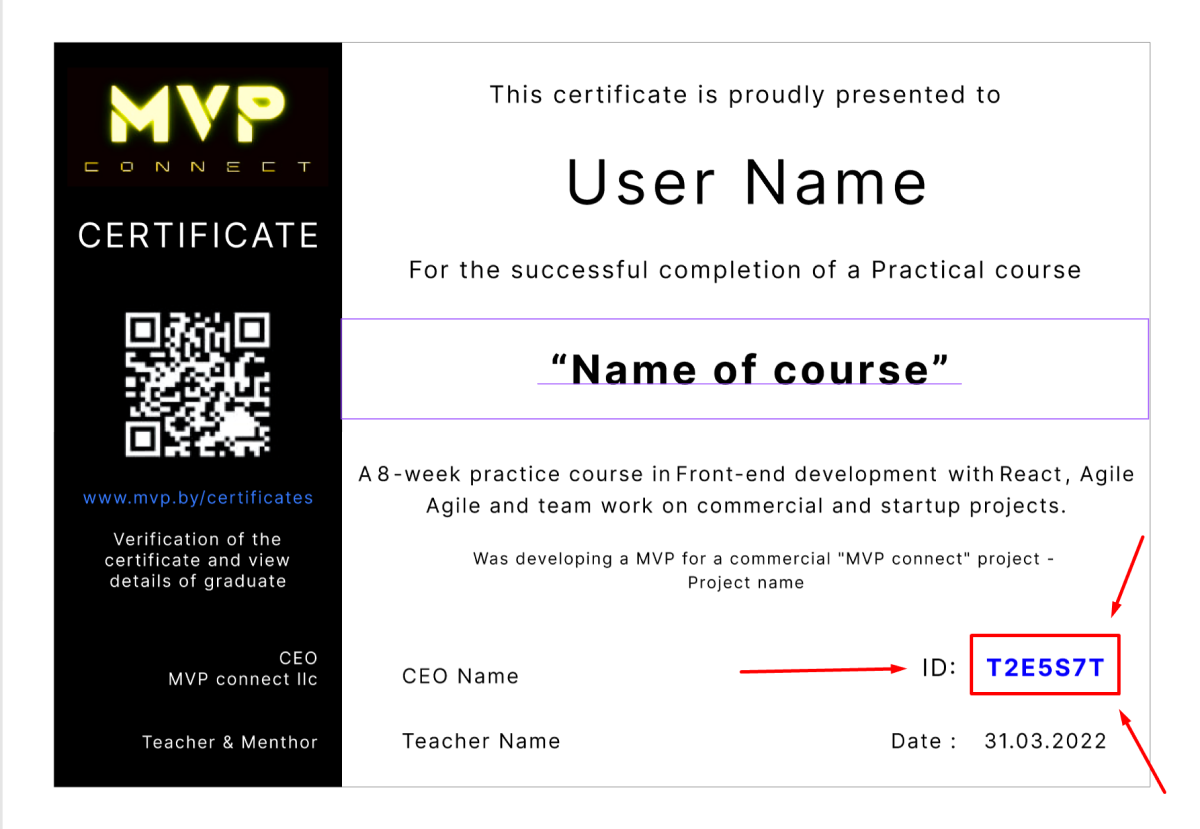 MVP
CONNECT
CERTIFICATE
www.mvp.by/certificates
Verification of the
certificate and view
details of graduate
CEO
MVP connect llc
Teacher & Menthor
This certificate is proudly presented to
User Name
For the successful completion of a Practical course
“Name of course”
A 8-week practice course in Front-end development with React, Agile
Agile and team work on commercial and startup projects.
Was developing a MVP for a commercial "MVP connect" project -
Project name
CEO Name
ID: T2E5S7T
Teacher Name
Date : 31.03.2022